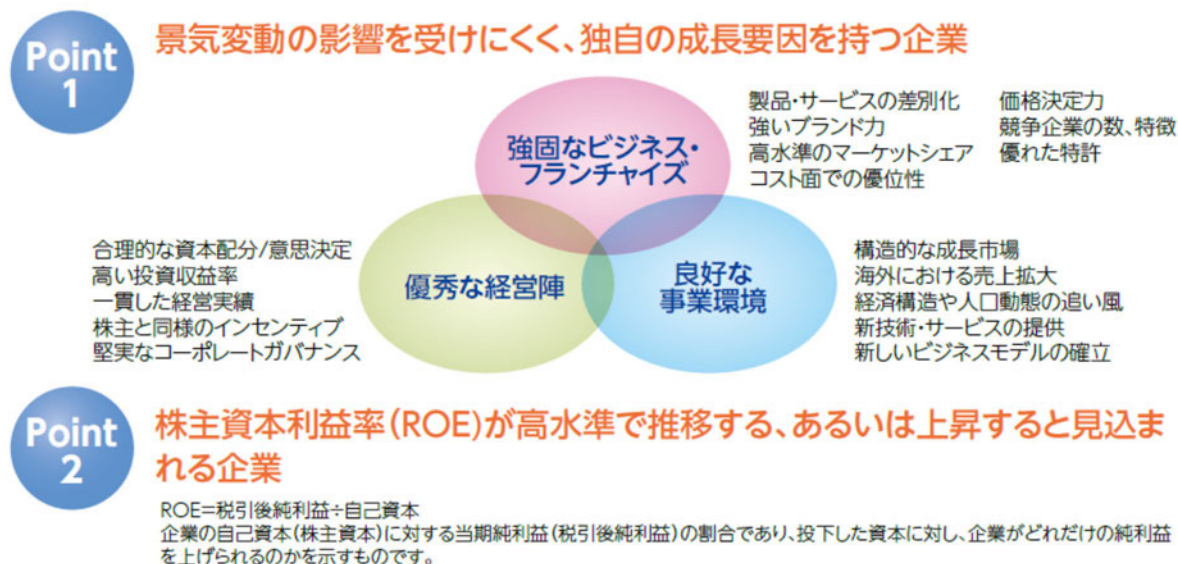 Point
1
景気変動の影響を受けにくく、独自の成長要因を持つ企業
強固なビジネス・
フランチャイズ
製品・サービスの差別化
強いブランド力
高水準のマーケットシェア
コスト面での優位性
価格決定力
競争企業の数、特徴
優れた特許
合理的な資本配分/意思決定
高い投資収益率
一貫した経営実績
株主と同様のインセンティブ
堅実なコーポレートガバナンス
優秀な経営陣
良好な
事業環境
構造的な成長市場
海外における売上拡大
経済構造や人口動態の追い風
新技術・サービスの提供
新しいビジネスモデルの確立
Point
2
株主資本利益率(ROE)が高水準で推移する、あるいは上昇すると見込ま
れる企業
ROE=税引後純利益÷自己資本
企業の自己資本(株主資本)に対する当期純利益(税引後純利益)の割合であり、投下した資本に対し、企業がどれだけの純利益
を上げられるのかを示すものです。